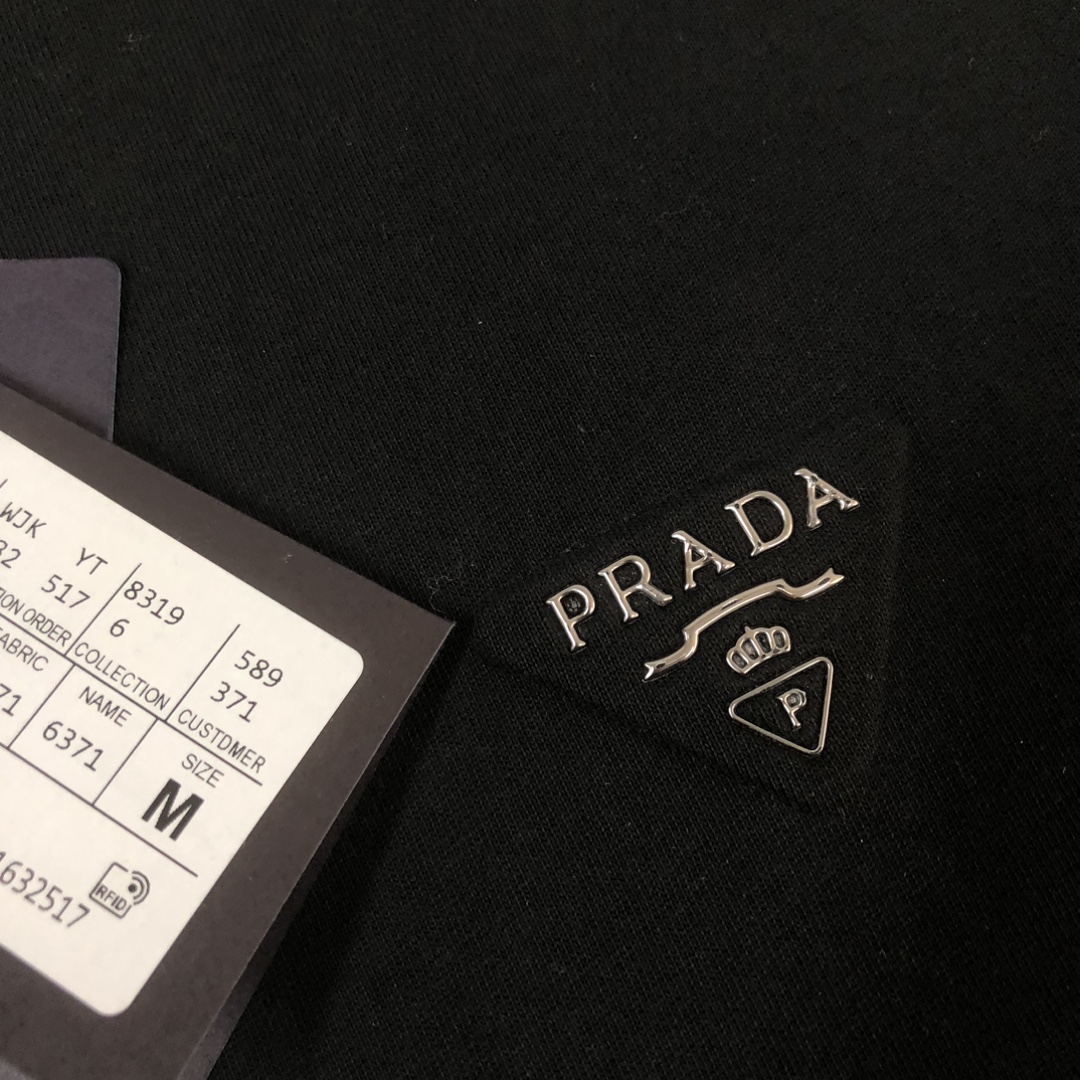 WJK YT 8319
32 517 6 589
ION ORDER COLLECTION 371
FABRIC NAME CUSTDMER
71 6371 SIZE
M
1632517 RFID
PRADA
P